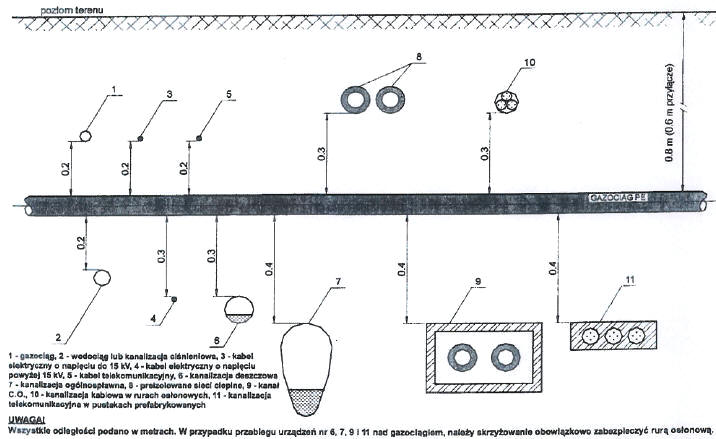 poziom terenu
1
3
5
8
10
0.8 m (0.6 m przyłącze)
0.2
0.2
0.2
0.3
0.3
GAZOCIĄG PE
0.2
0.3
0.3
0.4
0.4
0.4
2
4
6
7
9
11
1 - gazociąg, 2 - wodociąg lub kanalizacja ciśnieniowa, 3 - kabel
elektryczny o napięciu do 15 kV, 4 - kabel elektryczny o napięciu
powyżej 15 kV, 5 - kabel telekomunikacyjny, 6 - kanalizacja deszczowa
7 - kanalizacja ogólnospławna, 8 - preizolowane sieci cieplne, 9 - kanał
C.O., 10 - kanalizacja kablowa w rurach osłonowych, 11 - kanalizacja
telekomunikacyjna w pustakach prefabrykowanych
UWAGA!
Wszystkie odległości podano w metrach. W przypadku przebiegu urządzeń nr 6, 7, 9 i 11 nad gazociągiem, należy skrzyżowanie obowiązkowo zabezpieczyć rurą osłonową.